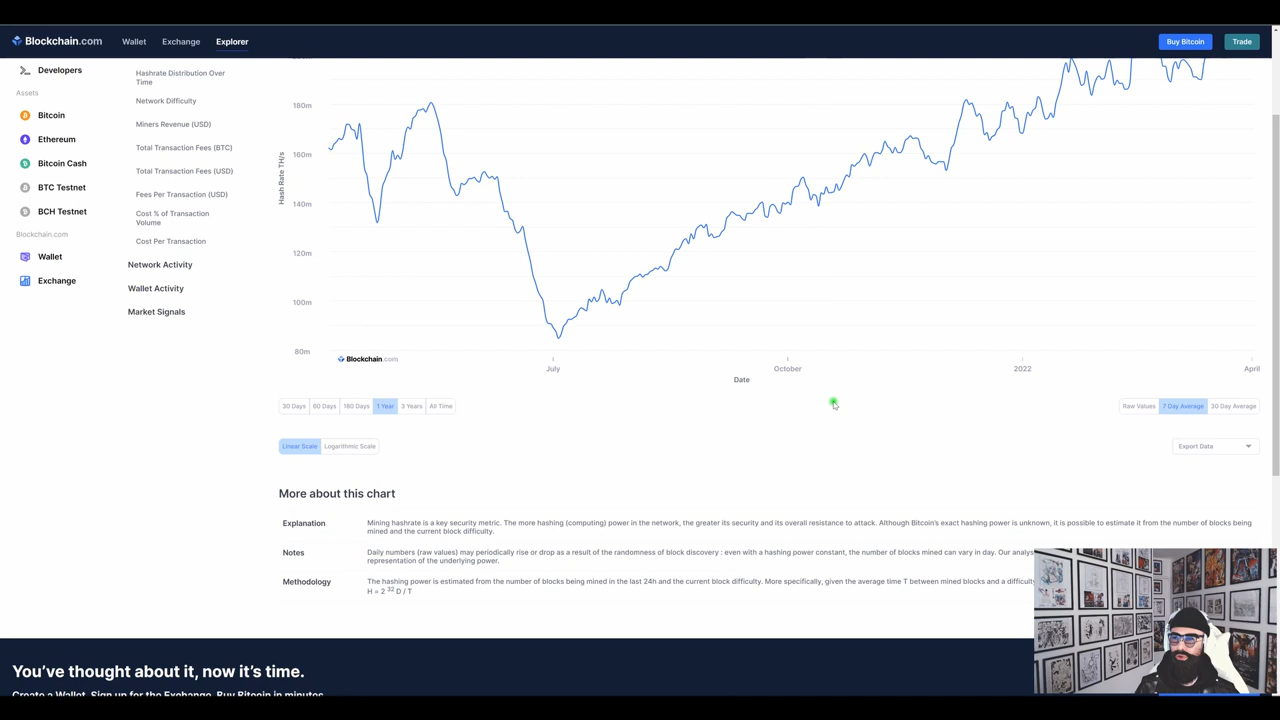 Blockchain.com
Wallet
Exchange
Explorer
Buy Bitcoin
Trade
Developers
Assets
Bitcoin
Ethereum
Bitcoin Cash
BTC Testnet
BCH Testnet
Blockchain.com
Wallet
Exchange
Hashrate Distribution Over
Time
Network Difficulty
Miners Revenue (USD)
Total Transaction Fees (BTC)
Total Transaction Fees (USD)
Fees Per Transaction (USD)
Cost % of Transaction
Volume
Cost Per Transaction
Network Activity
Wallet Activity
Market Signals
Hash Rate TH/s
180m
160m
140m
120m
100m
80m
Blockchain.com
July
October
2022
April
Date
30 Days
60 Days
180 Days
1 Year
3 Years
All Time
Raw Values
7 Day Average
30 Day Average
Linear Scale
Logarithmic Scale
Export Data
More about this chart
Explanation
Mining hashrate is a key security metric. The more hashing (computing) power in the network, the greater its security and its overall resistance to attack. Although Bitcoin's exact hashing power is unknown, it is possible to estimate it from the number of blocks being
mined and the current block difficulty.
Notes
Daily numbers (raw values) may periodically rise or drop as a result of the randomness of block discovery : even with a hashing power constant, the number of blocks mined can vary in day. Our analys
representation of the underlying power.
Methodology
The hashing power is estimated from the number of blocks being mined in the last 24h and the current block difficulty. More specifically, given the average time T between mined blocks and a difficulty
H = 2 32 D / T
You've thought about it, now it's time.
Create a Wallet. Sign up for the Exchange. Buy Bitcoin in minutes.